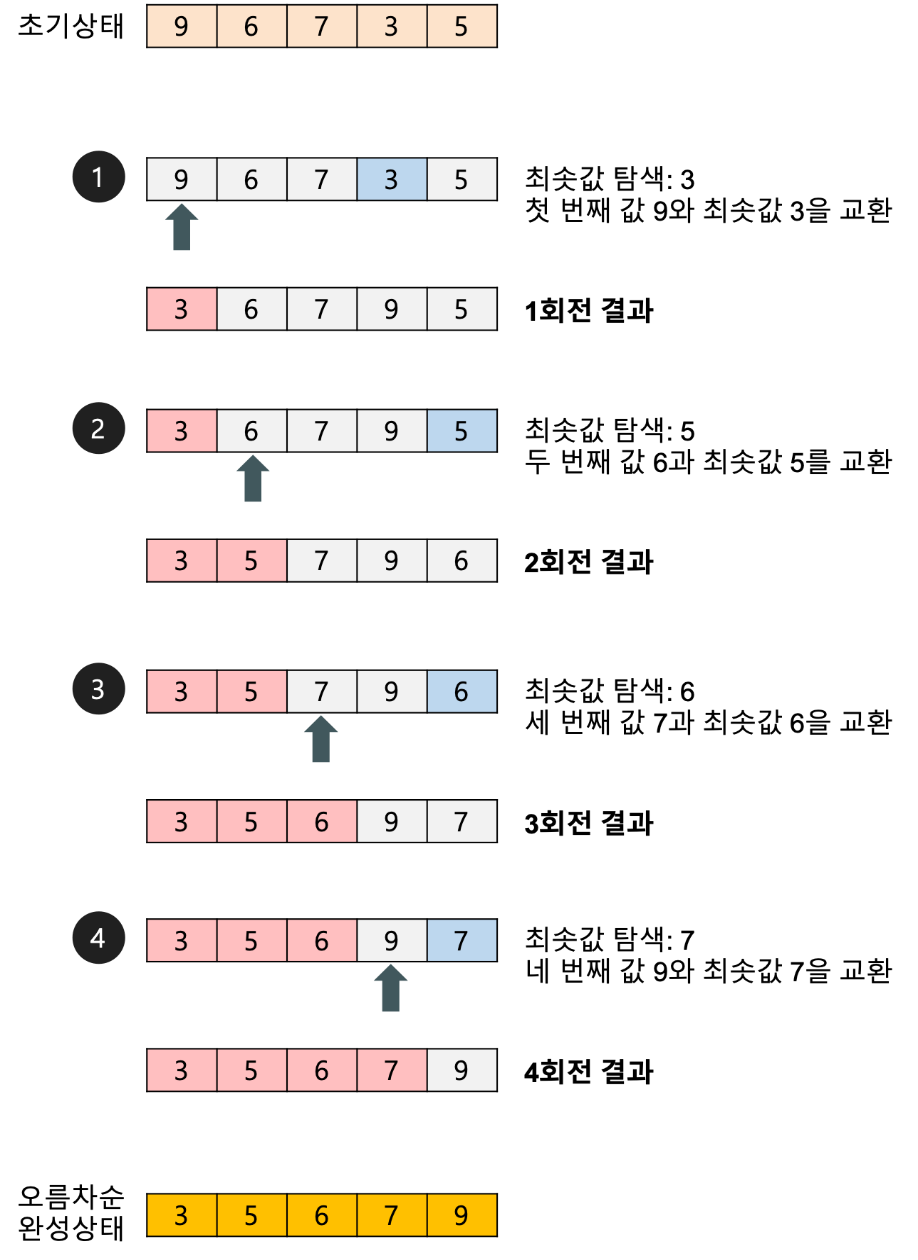 초기상태 9 6 7 3 5
1 9 6 7 3 5 최솟값 탐색: 3
첫 번째 값 9와 최솟값 3을 교환
3 6 7 9 5 1회전 결과
2 3 6 7 9 5 최솟값 탐색: 5
두 번째 값 6과 최솟값 5를 교환
3 5 7 9 6 2회전 결과
3 3 5 7 9 6 최솟값 탐색: 6
세 번째 값 7과 최솟값 6을 교환
3 5 6 9 7 3회전 결과
4 3 5 6 9 7 최솟값 탐색: 7
네 번째 값 9와 최솟값 7을 교환
3 5 6 7 9 4회전 결과
오름차순
완성상태 3 5 6 7 9